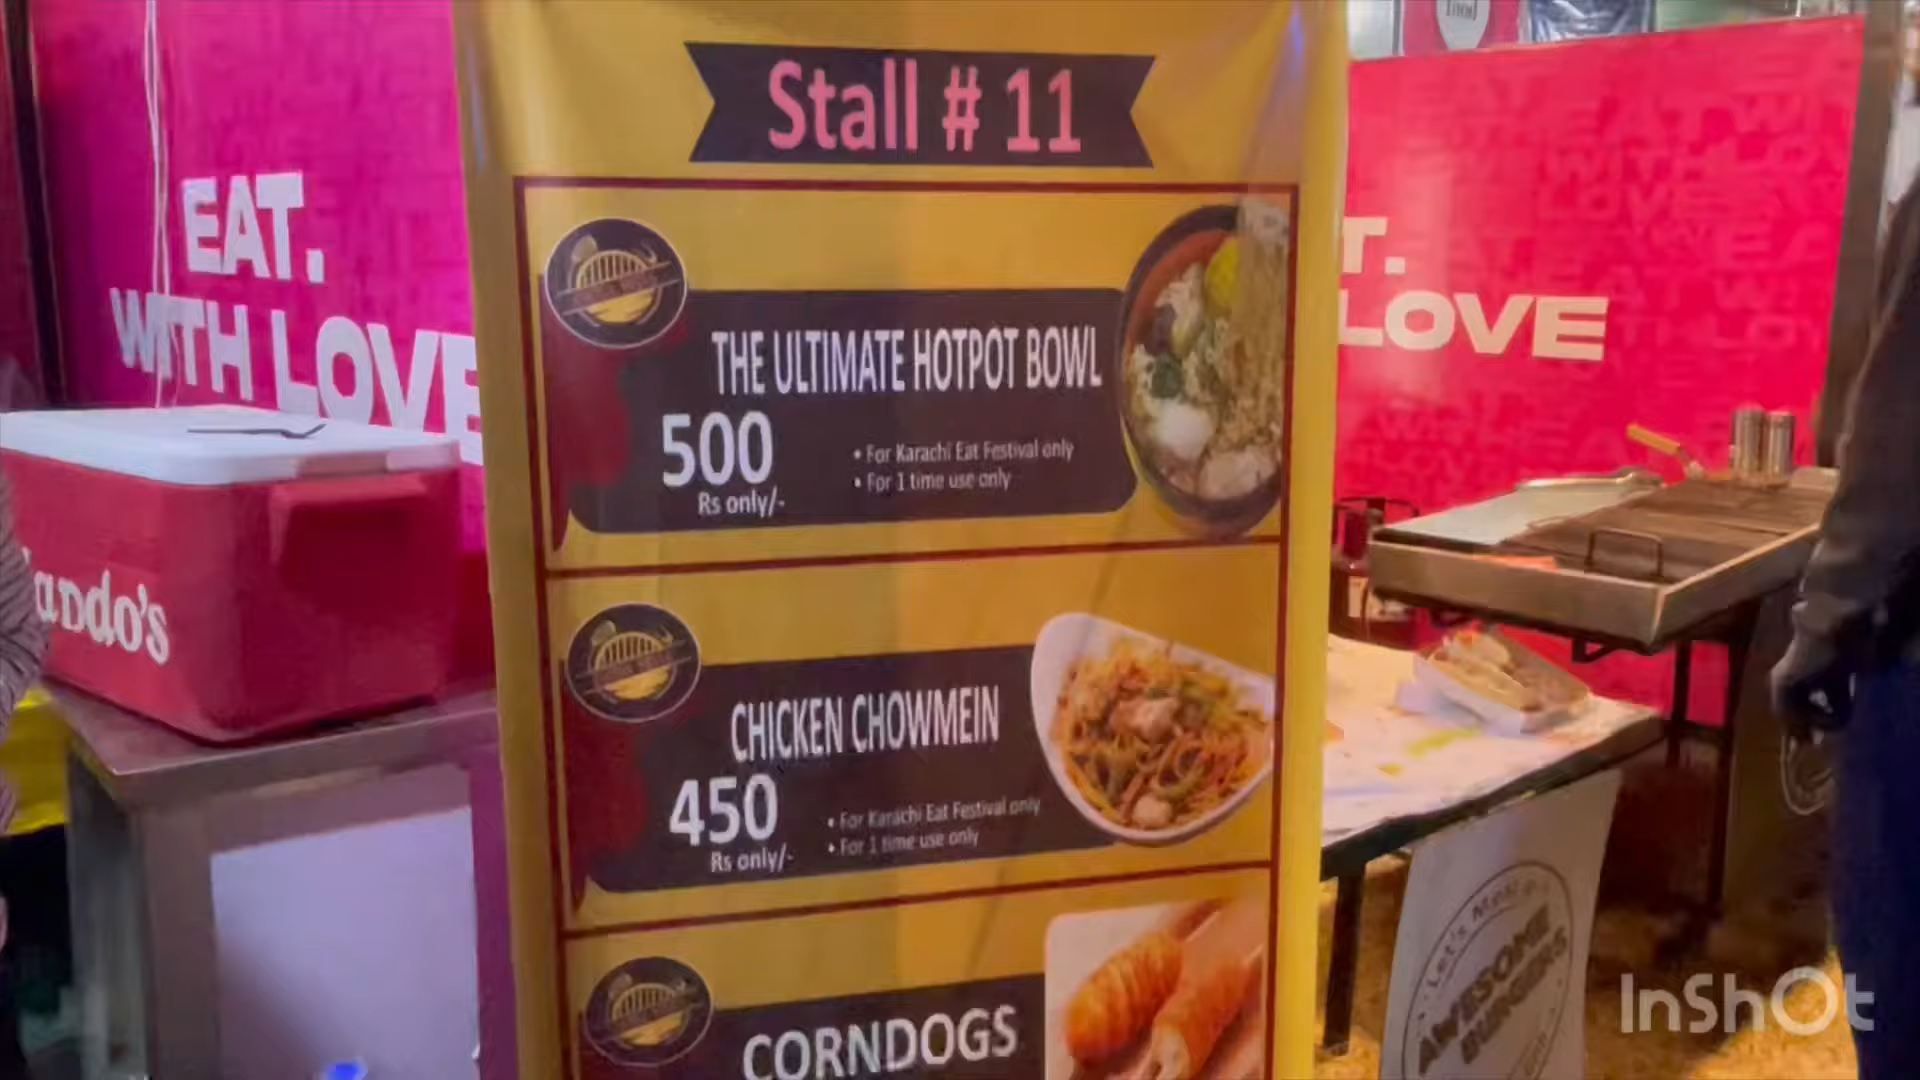 Stall # 11
EAT.
WITH LOVE
T.
LOVE
THE ULTIMATE HOTPOT BOWL
500
Rs only/-
• For Karachi Eat Festival only
• For 1 time use only
ando's
CHICKEN CHOWMEIN
450
Rs only/-
• For Karachi Eat Festival only
• For 1 time use only
CORNDOGS
Let's Make
AWESOME
BURGERS
InShOt